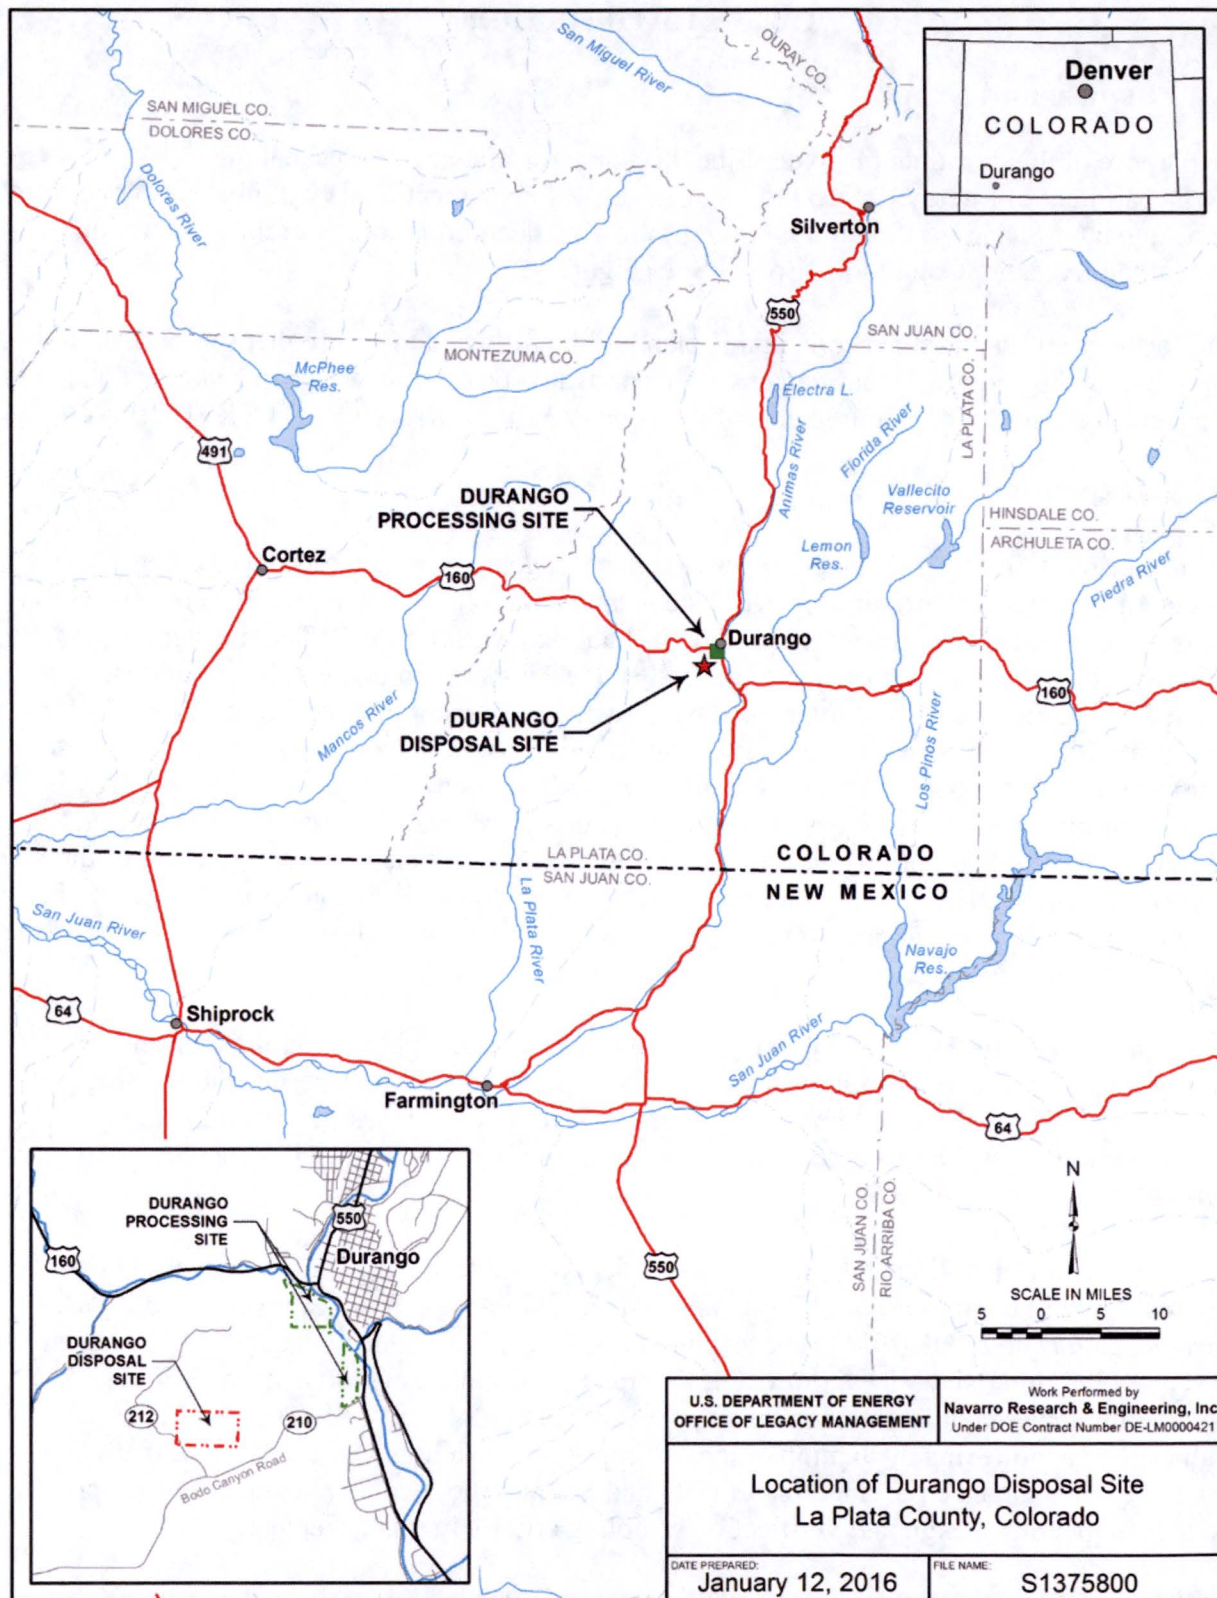 San Miguel River
OURAY CO.
Denver
COLORADO
Durango
SAN MIGUEL CO.
DOLORES CO.
Dolores River
Silverton
550
SAN JUAN CO.
MONTEZUMA CO.
LA PLATA CO.
McPhee
Res.
Electra L.
491
Animas River
Florida River
Vallecito
Reservoir
DURANGO
PROCESSING SITE
HINSDALE CO.
ARCHULETA CO.
Lemon
Res.
Piedra River
Cortez
160
Durango
160
DURANGO
DISPOSAL SITE
Mancos River
Los Pinos River
LA PLATA CO.
SAN JUAN CO.
COLORADO
NEW MEXICO
La Plata River
San Juan River
Navajo
Res.
64
Shiprock
San Juan River
Farmington
64
SAN JUAN CO.
RIO ARRIBA CO.
550
N
SCALE IN MILES
5 0 5 10
DURANGO
PROCESSING
SITE
550
Durango
160
DURANGO
DISPOSAL
SITE
212
210
Bodo Canyon Road
U.S. DEPARTMENT OF ENERGY
OFFICE OF LEGACY MANAGEMENT
Work Performed by
Navarro Research & Engineering, Inc
Under DOE Contract Number DE-LM0000421
Location of Durango Disposal Site
La Plata County, Colorado
DATE PREPARED:
January 12, 2016
FILE NAME:
S1375800